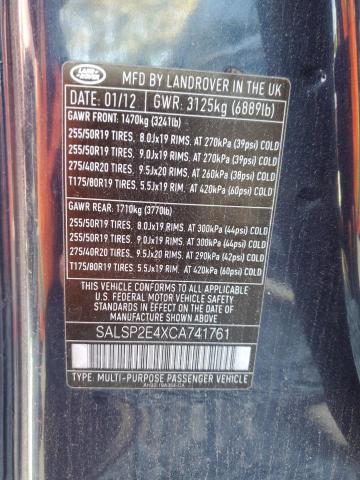 LAND
ROVER
MFD BY LANDROVER IN THE UK
DATE: 01/12 GWR: 3125kg (6889lb)
GAWR FRONT: 1470kg (3241lb)
255/50R19 TIRES, 8.0Jx19 RIMS, AT 270kPA (39psi) COLD
255/50R19 TIRES, 9.0Jx19 RIMS, AT 270kPA (39psi) COLD
275/40R20 TIRES, 9.5Jx20 RIMS, AT 260kPA (38psi) COLD
T175/80R19 TIRES, 5.5Jx19 RIM, AT 420kPA (60psi) COLD
GAWR REAR: 1710kg (3770lb)
255/50R19 TIRES, 8.0Jx19 RIMS, AT 300kPA (44psi) COLD
255/50R19 TIRES, 9.0Jx19 RIMS, AT 300kPA (44psi) COLD
275/40R20 TIRES, 9.5Jx20 RIMS, AT 290kPA (42psi) COLD
T175/80R19 TIRES, 5.5Jx19 RIM, AT 420kPA (60psi) COLD
THIS VEHICLE CONFORMS TO ALL APPLICABLE
U.S. FEDERAL MOTOR VEHICLE SAFETY AND
THEFT PREVENTION STANDARDS IN EFFECT ON
THE DATE OF MANUFACTURE SHOWN ABOVE
SALSP2E4XCA741761
TYPE: MULTI-PURPOSE PASSENGER VEHICLE